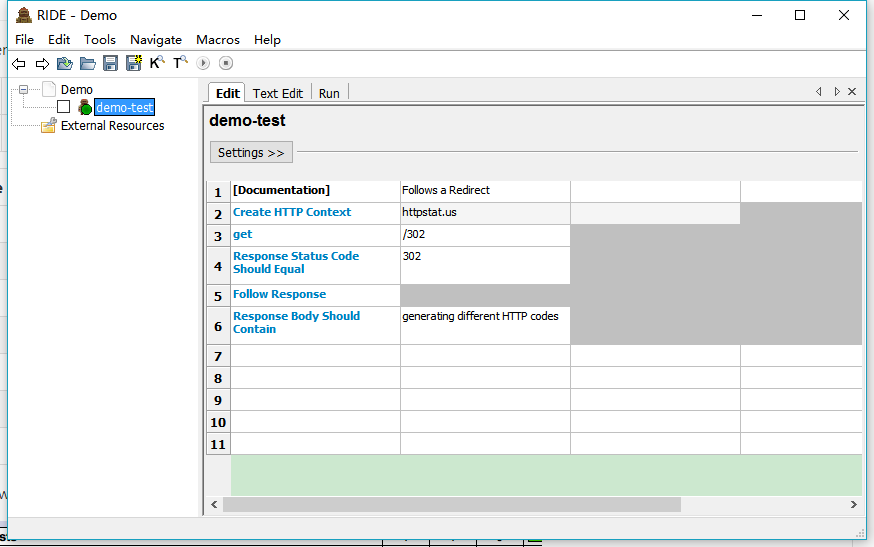 RIDE - Demo
File Edit Tools Navigate Macros Help
K T
Demo
demo-test
External Resources
Edit Text Edit Run
demo-test
Settings >>
1 [Documentation] Follows a Redirect
2 Create HTTP Context httpstat.us
3 get /302
4 Response Status Code Should Equal 302
5 Follow Response
6 Response Body Should Contain generating different HTTP codes
7
8
9
10
11